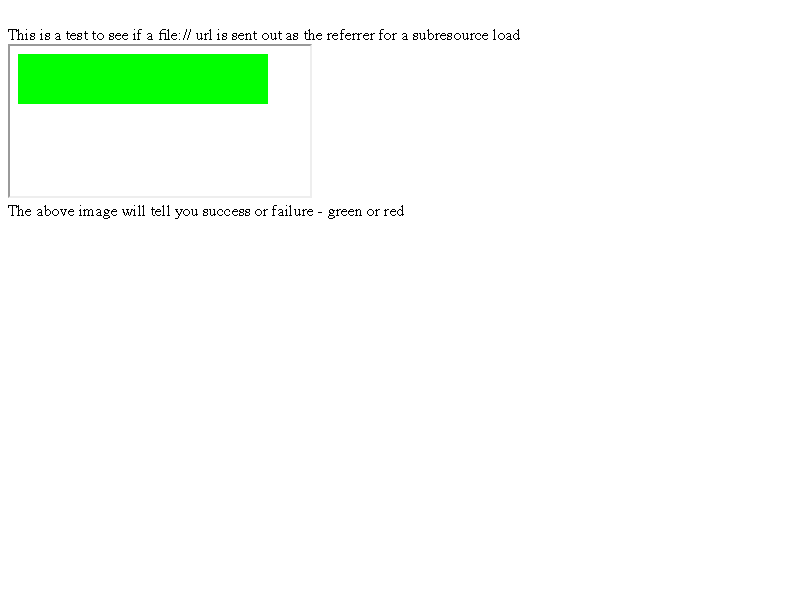 This is a test to see if a file:// url is sent out as the referrer for a subresource load
The above image will tell you success or failure - green or red